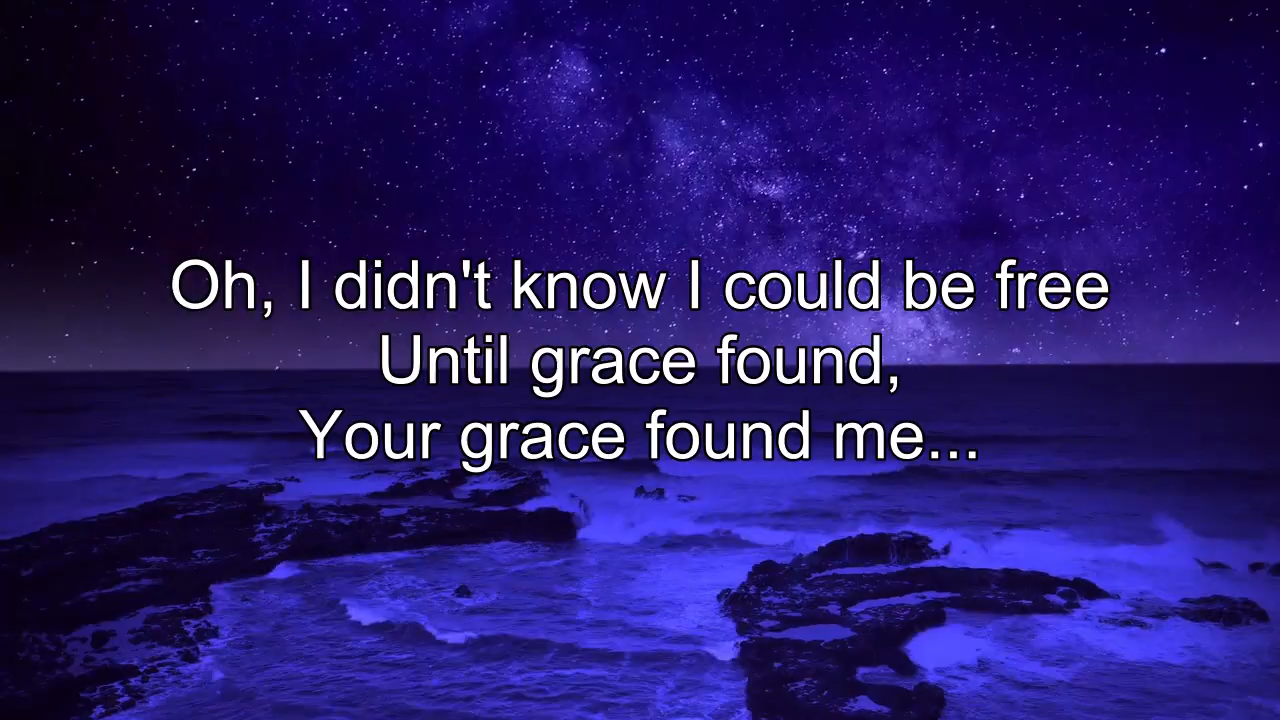 Oh, I didn't know I could be free
Until grace found,
Your grace found me...